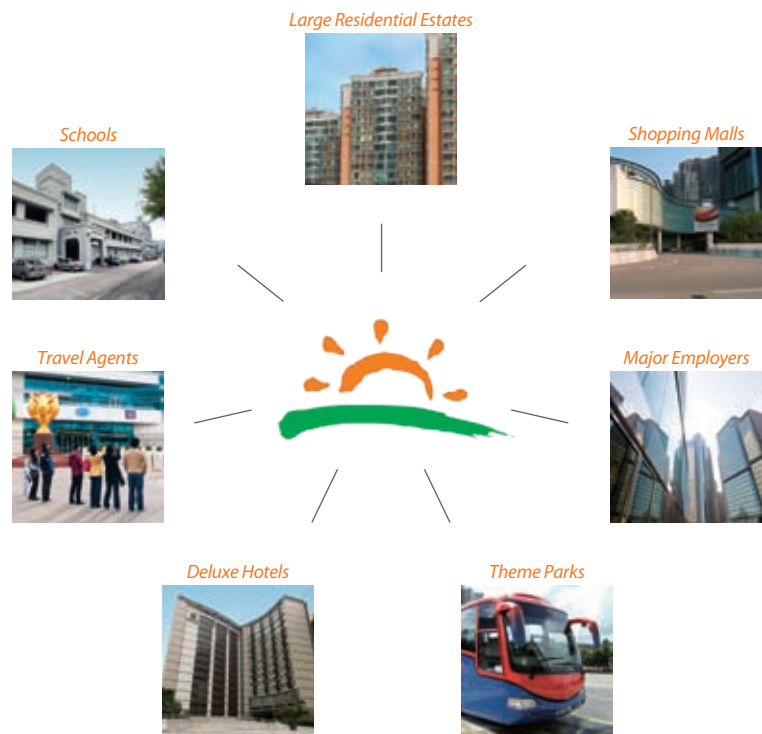 Large Residential Estates
Schools
Shopping Malls
Travel Agents
Major Employers
Deluxe Hotels
Theme Parks